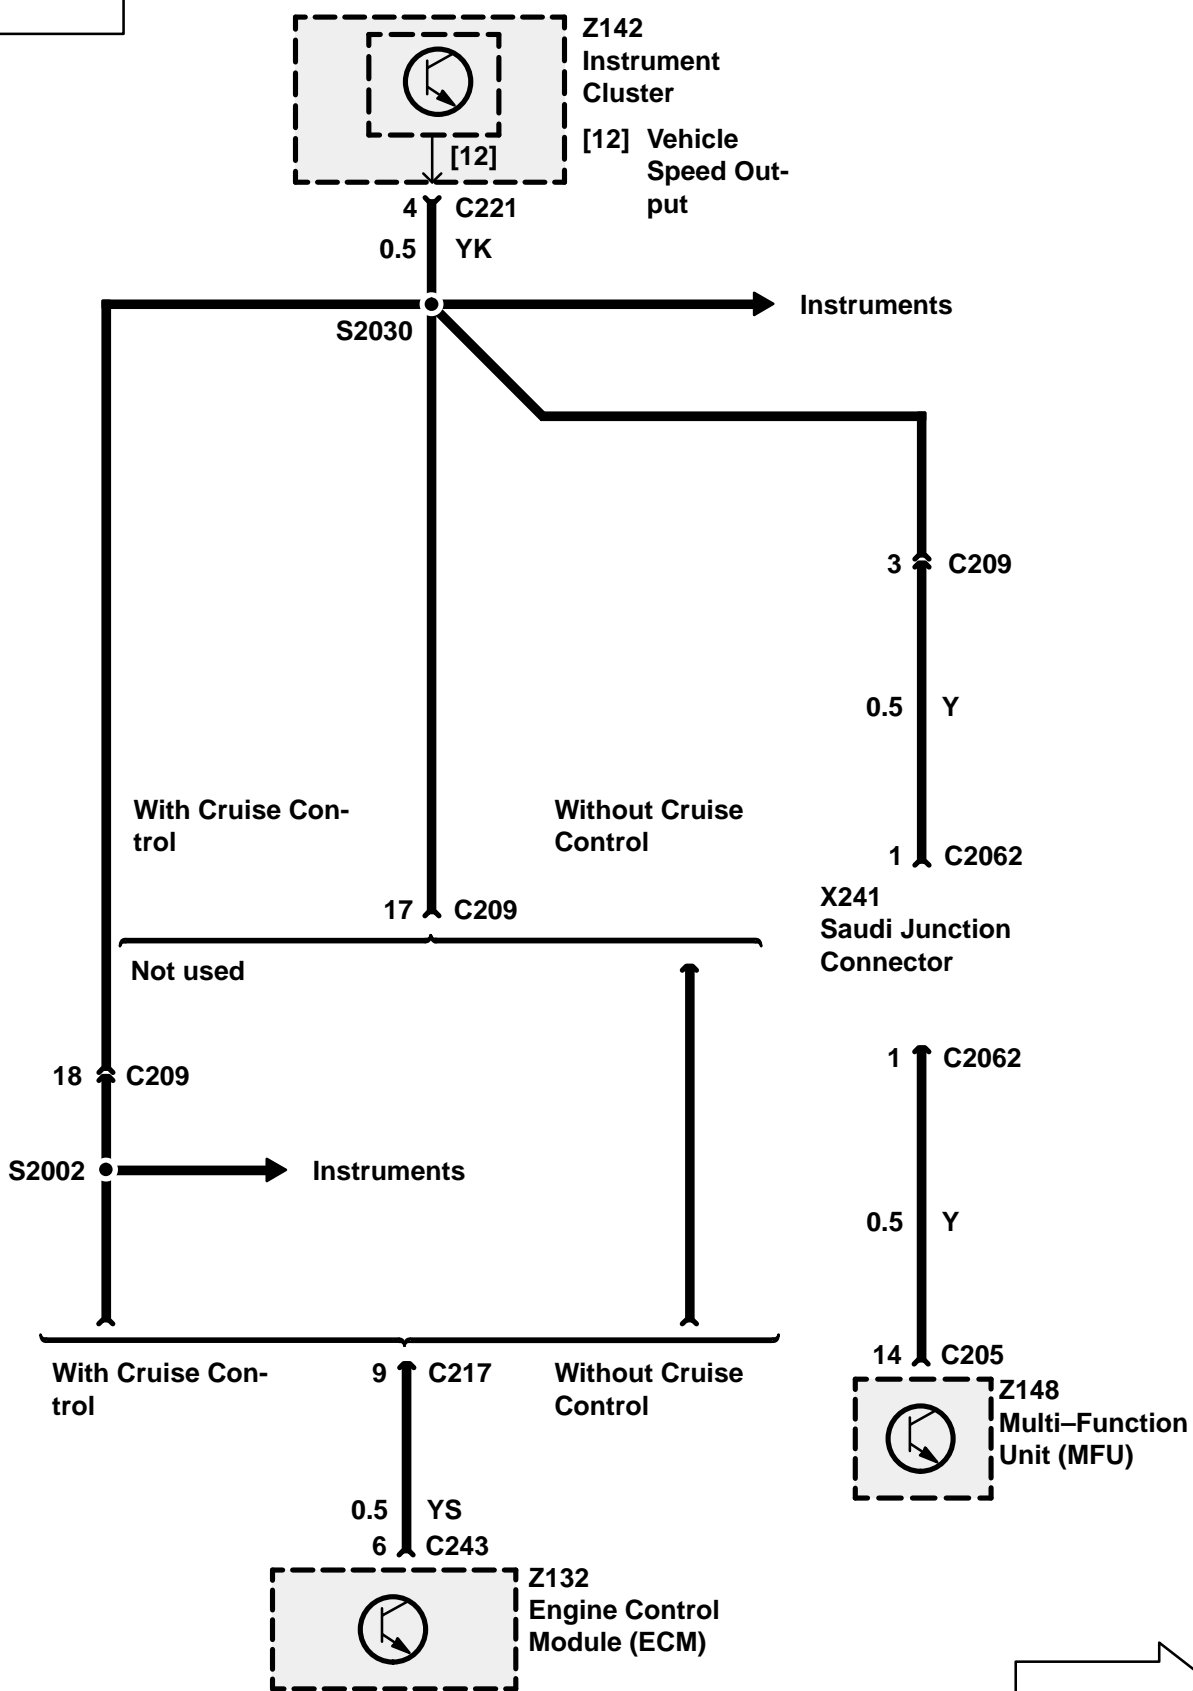 Z142
Instrument
Cluster
[12] Vehicle
Speed Out-
put
[12]
4 C221
0.5 YK
S2030
Instruments
3 C209
0.5 Y
With Cruise Con-
trol
Without Cruise
Control
1 C2062
X241
Saudi Junction
Connector
17 C209
Not used
1 C2062
18 C209
S2002
Instruments
0.5 Y
With Cruise Con-
trol
9 C217
Without Cruise
Control
14 C205
Z148
Multi–Function
Unit (MFU)
0.5 YS
6 C243
Z132
Engine Control
Module (ECM)